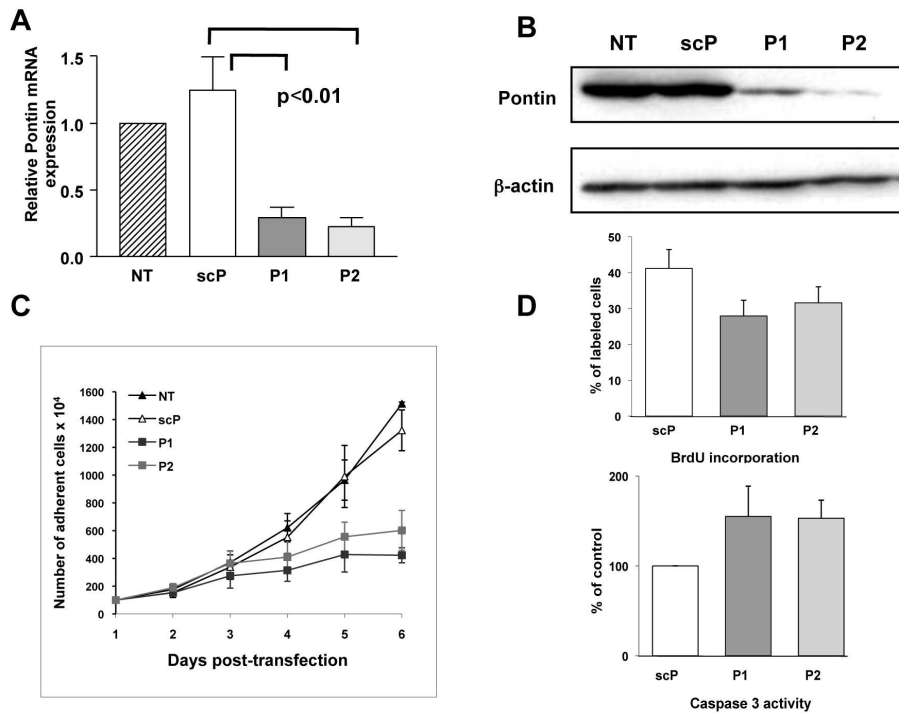 A
Relative Pontin mRNA
expression
1.5
1.0
0.5
0.0
p<0.01
NT scP P1 P2
B
NT scP P1 P2
Pontin
β-actin
C
Number of adherent cells x 10⁴
1600
1400
1200
1000
800
600
400
200
0
NT
scP
P1
P2
1 2 3 4 5 6
Days post-transfection
D
% of labeled cells
50
40
30
20
10
0
scP P1 P2
BrdU incorporation
% of control
200
100
0
scP P1 P2
Caspase 3 activity